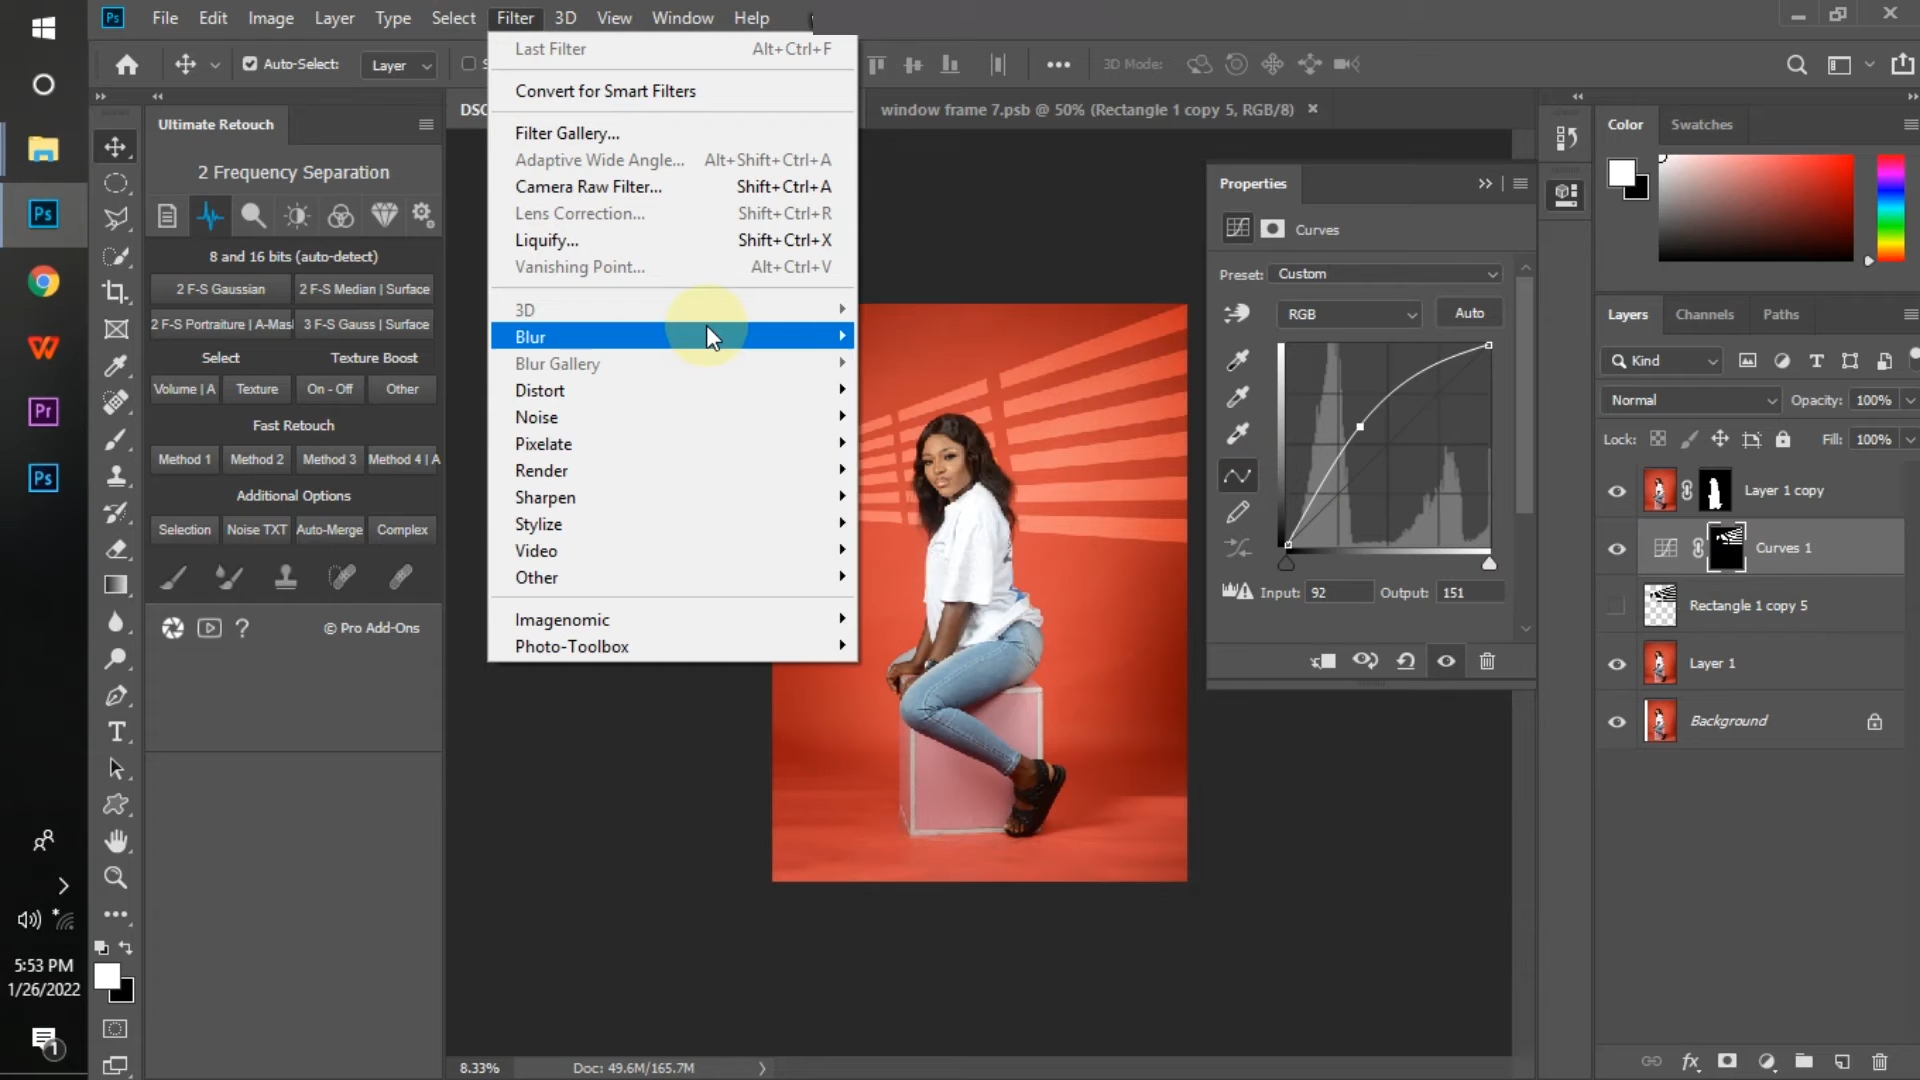 Ps File Edit Image Layer Type Select Filter 3D View Window Help
Auto-Select: Layer
3D Mode:
Last Filter Alt+Ctrl+F
Convert for Smart Filters
Filter Gallery...
Adaptive Wide Angle... Alt+Shift+Ctrl+A
Camera Raw Filter... Shift+Ctrl+A
Lens Correction... Shift+Ctrl+R
Liquify... Shift+Ctrl+X
Vanishing Point... Alt+Ctrl+V
3D
Blur
Blur Gallery
Distort
Noise
Pixelate
Render
Sharpen
Stylize
Video
Other
Imagenomic
Photo-Toolbox
DSC
window frame 7.psb @ 50% (Rectangle 1 copy 5, RGB/8) ×
Ultimate Retouch
2 Frequency Separation
8 and 16 bits (auto-detect)
2 F-S Gaussian 2 F-S Median | Surface
2 F-S Portraiture | A-Mas 3 F-S Gauss | Surface
Select Texture Boost
Volume | A Texture On - Off Other
Fast Retouch
Method 1 Method 2 Method 3 Method 4 | A
Additional Options
Selection Noise TXT Auto-Merge Complex
? © Pro Add-Ons
Properties
Curves
Preset: Custom
RGB Auto
Input: 92 Output: 151
Color Swatches
Layers Channels Paths
Kind
Normal Opacity: 100%
Lock: Fill: 100%
Layer 1 copy
Curves 1
Rectangle 1 copy 5
Layer 1
Background
fx
Ps
Pr
Ps
T
5:53 PM
1/26/2022
1
8.33% Doc: 49.6M/165.7M